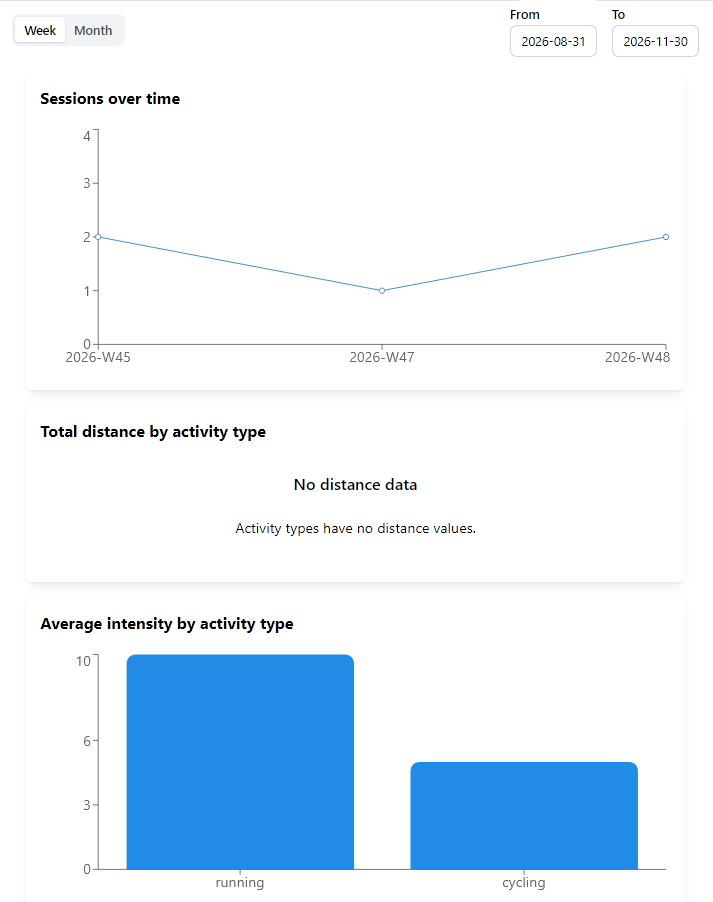 From To
Week Month
2026-08-31 2026-11-30
Sessions over time
4
3
2
1
0
2026-W45 2026-W47 2026-W48
Total distance by activity type
No distance data
Activity types have no distance values.
Average intensity by activity type
10
6
3
0
running cycling